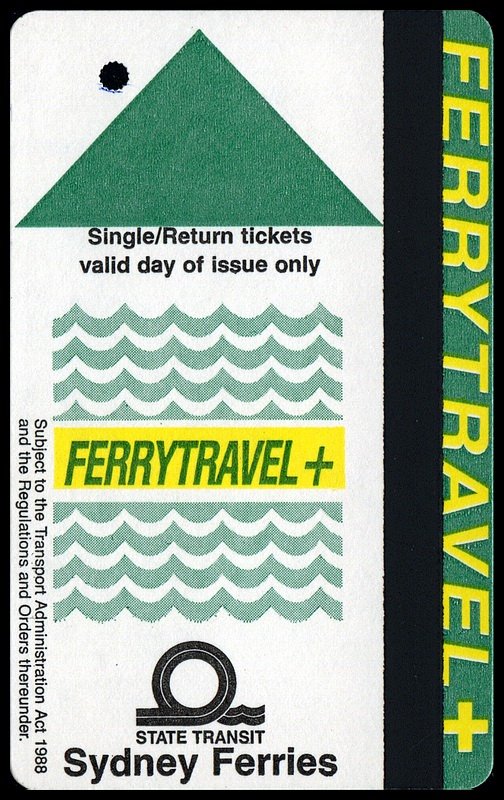 Single/Return tickets
valid day of issue only
FERRYTRAVEL+
Subject to the Transport Administration Act 1988
and the Regulations and Orders thereunder.
STATE TRANSIT
Sydney Ferries
FERRYTRAVEL+